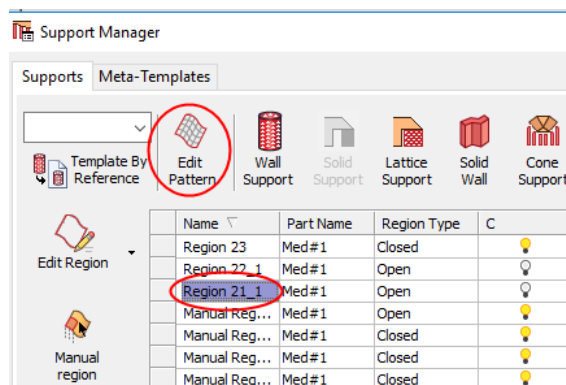 Support Manager
Supports Meta-Templates
Template By Reference
Edit Pattern
Wall Support
Solid Support
Lattice Support
Solid Wall
Cone Support
Edit Region
Manual region
Name Part Name Region Type C
Region 23 Med#1 Closed
Region 22_1 Med#1 Open
Region 21_1 Med#1 Open
Manual Reg... Med#1 Open
Manual Reg... Med#1 Closed
Manual Reg... Med#1 Closed
Manual Reg... Med#1 Closed